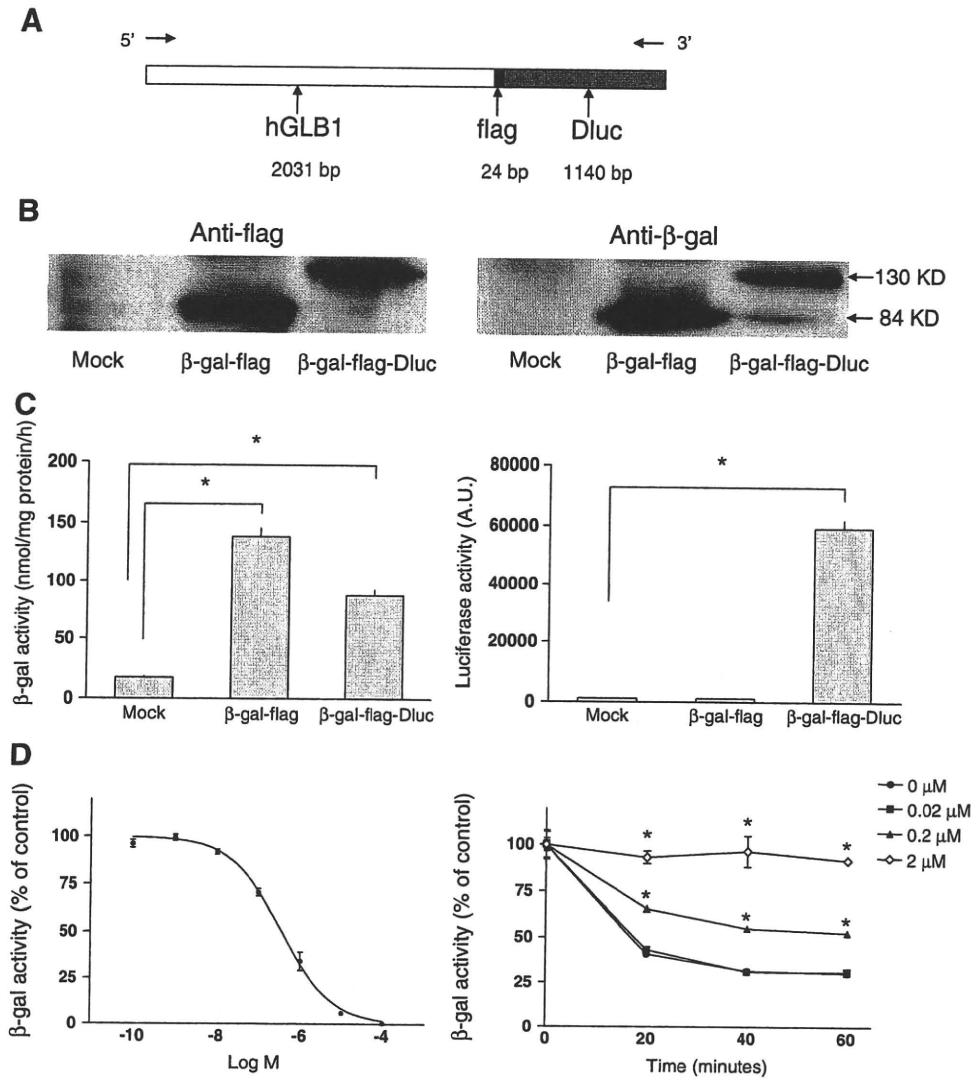 A
5'
3'
hGLB1
flag
Dluc
2031 bp
24 bp
1140 bp
B
Anti-flag
Anti-β-gal
130 KD
84 KD
Mock
β-gal-flag
β-gal-flag-Dluc
Mock
β-gal-flag
β-gal-flag-Dluc
C
β-gal activity (nmol/mg protein/h)
200
150
100
50
0
*
*
Mock
β-gal-flag
β-gal-flag-Dluc
Luciferase activity (A.U.)
80000
60000
40000
20000
0
*
Mock
β-gal-flag
β-gal-flag-Dluc
D
β-gal activity (% of control)
100
75
50
25
0
-10
-8
-6
-4
Log M
β-gal activity (% of control)
100
75
50
25
0
*
*
*
*
*
*
0
20
40
60
Time (minutes)
0 μM
0.02 μM
0.2 μM
2 μM